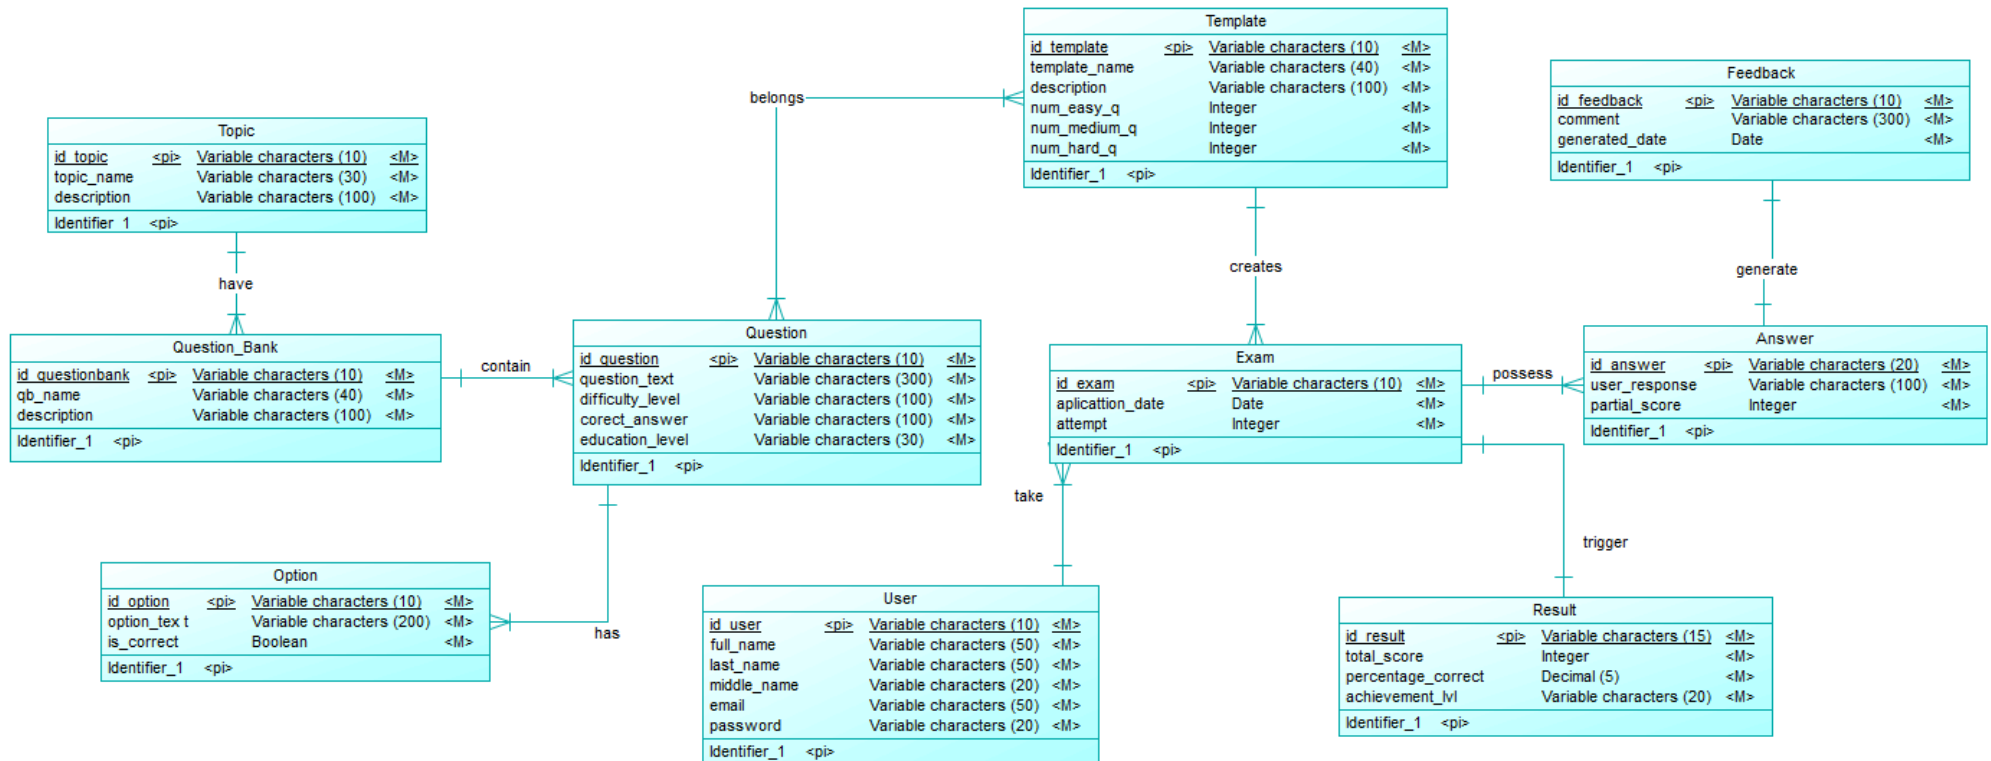 Template
id_template <pi> Variable characters (10) <M>
template_name Variable characters (40) <M>
description Variable characters (100) <M>
num_easy_q Integer <M>
num_medium_q Integer <M>
num_hard_q Integer <M>
Identifier_1 <pi>
Feedback
id_feedback <pi> Variable characters (10) <M>
comment Variable characters (300) <M>
generated_date Date <M>
Identifier_1 <pi>
belongs
Topic
id_topic <pi> Variable characters (10) <M>
topic_name Variable characters (30) <M>
description Variable characters (100) <M>
Identifier_1 <pi>
have
creates
generate
Question_Bank
id_questionbank <pi> Variable characters (10) <M>
qb_name Variable characters (40) <M>
description Variable characters (100) <M>
Identifier_1 <pi>
contain
Question
id_question <pi> Variable characters (10) <M>
question_text Variable characters (300) <M>
difficulty_level Variable characters (100) <M>
corect_answer Variable characters (100) <M>
education_level Variable characters (30) <M>
Identifier_1 <pi>
Exam
id_exam <pi> Variable characters (10) <M>
aplicattion_date Date <M>
attempt Integer <M>
Identifier_1 <pi>
possess
Answer
id_answer <pi> Variable characters (20) <M>
user_response Variable characters (100) <M>
partial_score Integer <M>
Identifier_1 <pi>
take
trigger
Option
id_option <pi> Variable characters (10) <M>
option_tex t Variable characters (200) <M>
is_correct Boolean <M>
Identifier_1 <pi>
has
User
id_user <pi> Variable characters (10) <M>
full_name Variable characters (50) <M>
last_name Variable characters (50) <M>
middle_name Variable characters (20) <M>
email Variable characters (50) <M>
password Variable characters (20) <M>
Identifier_1 <pi>
Result
id_result <pi> Variable characters (15) <M>
total_score Integer <M>
percentage_correct Decimal (5) <M>
achievement_lvl Variable characters (20) <M>
Identifier_1 <pi>